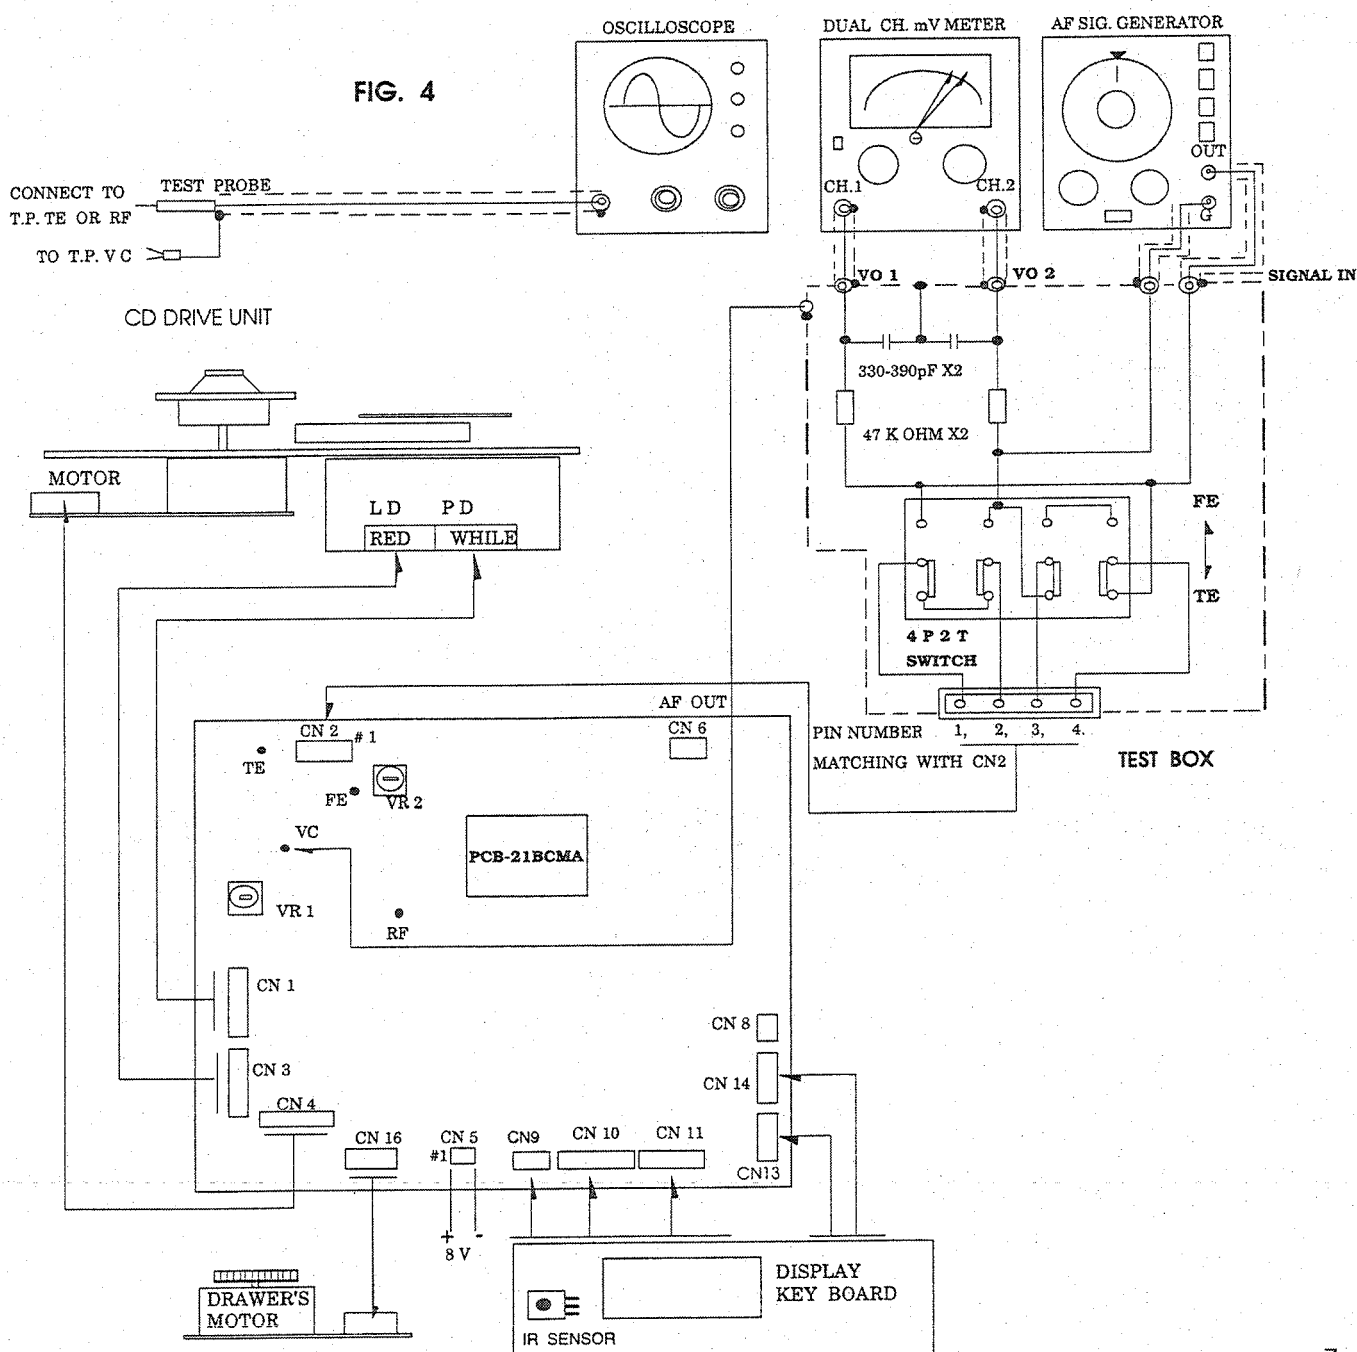 OSCILLOSCOPE
DUAL CH. mV METER
AF SIG. GENERATOR
FIG. 4
OUT
CONNECT TO
T.P. TE OR RF
TEST PROBE
CH.1
CH.2
G
TO T.P. V C
VO 1
VO 2
SIGNAL IN
CD DRIVE UNIT
330-390pF X2
47 K OHM X2
MOTOR
L D P D
RED WHILE
FE
TE
4 P 2 T
SWITCH
AF OUT
CN 2
# 1
CN 6
PIN NUMBER 1, 2, 3, 4.
MATCHING WITH CN2
TEST BOX
TE
FE
VR 2
VC
PCB-21BCMA
VR 1
RF
CN 1
CN 8
CN 3
CN 14
CN 4
CN 16
CN 5
#1
CN9
CN 10
CN 11
CN13
+ -
8 V
DISPLAY
KEY BOARD
DRAWER'S
MOTOR
IR SENSOR